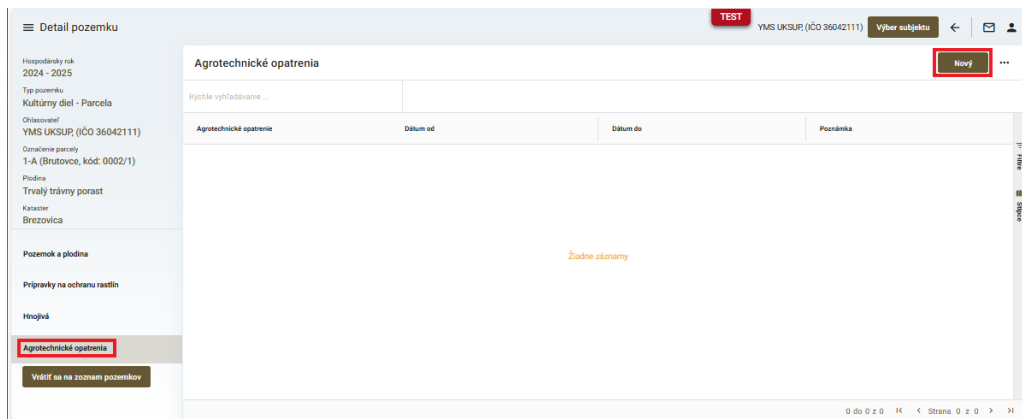 Detail pozemku
TEST
YMS UKSUP, (IČO 36042111)
Výber subjektu
Hospodársky rok
2024 - 2025
Typ pozemku
Kultúrny diel - Parcela
Ohlasovateľ
YMS UKSUP, (IČO 36042111)
Označenie parcely
1-A (Brutovce, kód: 0002/1)
Plodina
Trvalý trávny porast
Kataster
Brezovica
Pozemok a plodina
Prípravky na ochranu rastlín
Hnojivá
Agrotechnické opatrenia
Vrátiť sa na zoznam pozemkov
Agrotechnické opatrenia
Nový
Rýchle vyhľadávanie ...
Agrotechnické opatrenie
Dátum od
Dátum do
Poznámka
Filtre
Stĺpce
Žiadne záznamy
0 do 0 z 0
Strana 0 z 0